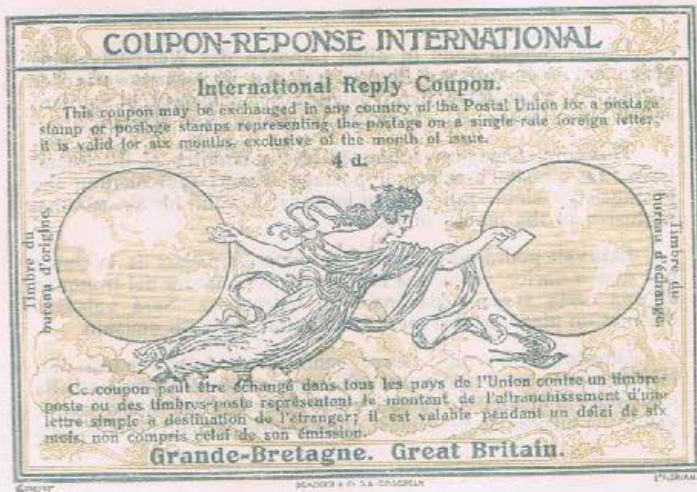 COUPON-RÉPONSE INTERNATIONAL
International Reply Coupon.
This coupon may be exchanged in any country of the Postal Union for a postage
stamp or postage stamps representing the postage on a single-rate foreign letter,
it is valid for six months, exclusive of the month of issue.
4 d.
Timbre du
bureau d'origine.
Timbre du
bureau d'échange.
Ce coupon peut être échangé dans tous les pays de l'Union contre un timbre-
poste ou des timbres-poste représentant le montant de l'affranchissement d'une
lettre simple à destination de l'étranger; il est valable pendant un délai de six
mois, non compris celui de son émission.
Grande-Bretagne. Great Britain.